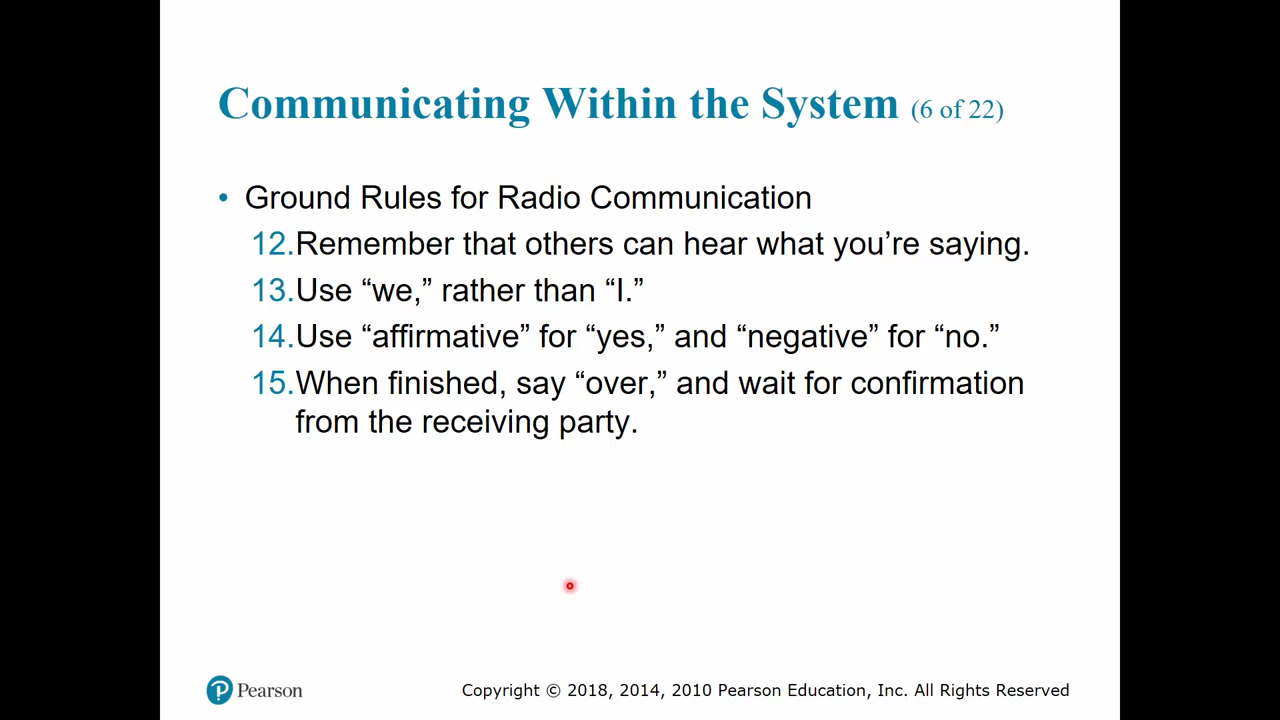 Communicating Within the System (6 of 22)
• Ground Rules for Radio Communication
12. Remember that others can hear what you’re saying.
13. Use “we,” rather than “I.”
14. Use “affirmative” for “yes,” and “negative” for “no.”
15. When finished, say “over,” and wait for confirmation
from the receiving party.
Pearson
Copyright © 2018, 2014, 2010 Pearson Education, Inc. All Rights Reserved